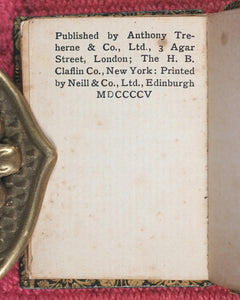 Published by Anthony Tre-
herne & Co., Ltd., 3 Agar
Street, London; The H. B.
Claflin Co., New York: Printed
by Neill & Co., Ltd., Edinburgh
MDCCCCV